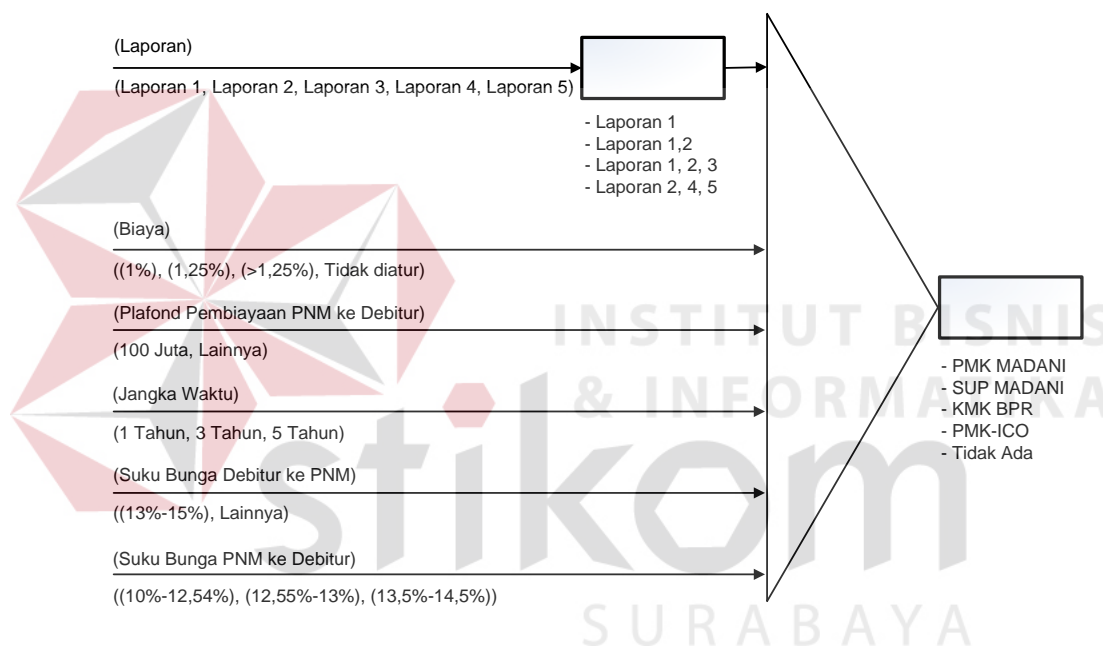 (Laporan)
(Laporan 1, Laporan 2, Laporan 3, Laporan 4, Laporan 5)
- Laporan 1
- Laporan 1,2
- Laporan 1, 2, 3
- Laporan 2, 4, 5
(Biaya)
((1%), (1,25%), (>1,25%), Tidak diatur)
(Plafond Pembiayaan PNM ke Debitur)
(100 Juta, Lainnya)
(Jangka Waktu)
(1 Tahun, 3 Tahun, 5 Tahun)
(Suku Bunga Debitur ke PNM)
((13%-15%), Lainnya)
(Suku Bunga PNM ke Debitur)
((10%-12,54%), (12,55%-13%), (13,5%-14,5%))
- PMK MADANI
- SUP MADANI
- KMK BPR
- PMK-ICO
- Tidak Ada
INSTITUT BISNIS
& INFORMATIKA
stikom
SURABAYA